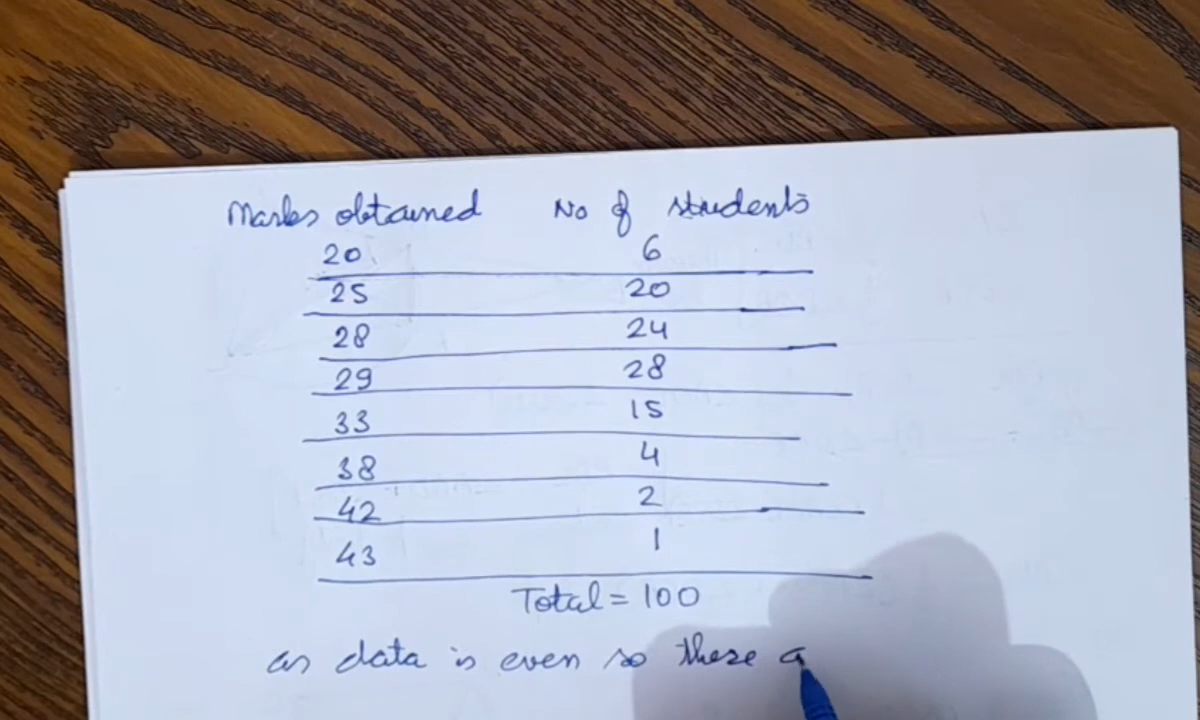 Marks obtained No of students
20 6
25 20
28 24
29 28
33 15
38 4
42 2
43 1
Total = 100
as data is even so these a